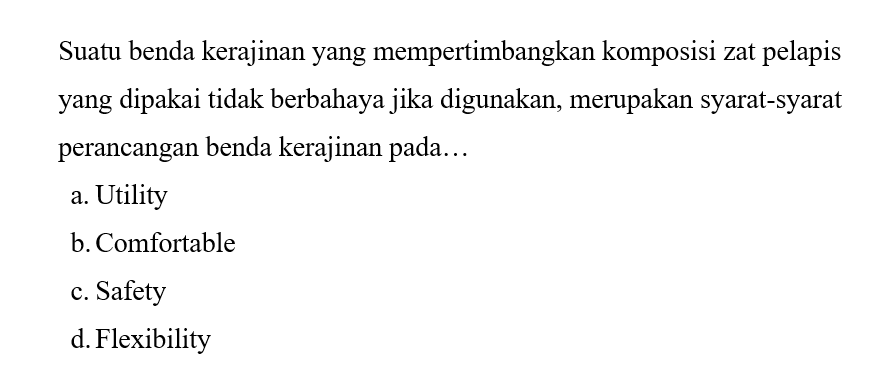 Suatu benda kerajinan yang mempertimbangkan komposisi zat pelapis
yang dipakai tidak berbahaya jika digunakan, merupakan syarat-syarat
perancangan benda kerajinan pada…
a. Utility
b. Comfortable
c. Safety
d. Flexibility